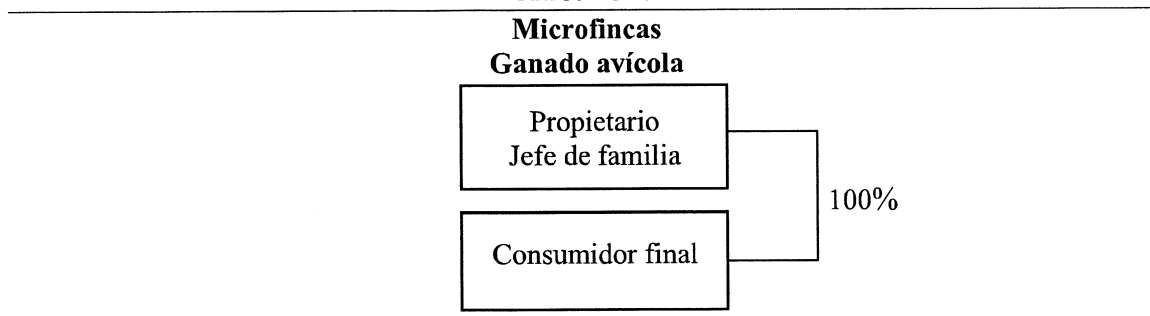 Microfincas
Ganado avícola
Propietario
Jefe de familia
100%
Consumidor final